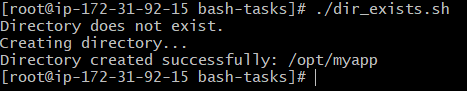 [root@ip-172-31-92-15 bash-tasks]# ./dir_exists.sh
Directory does not exist.
Creating directory...
Directory created successfully: /opt/myapp
[root@ip-172-31-92-15 bash-tasks]#